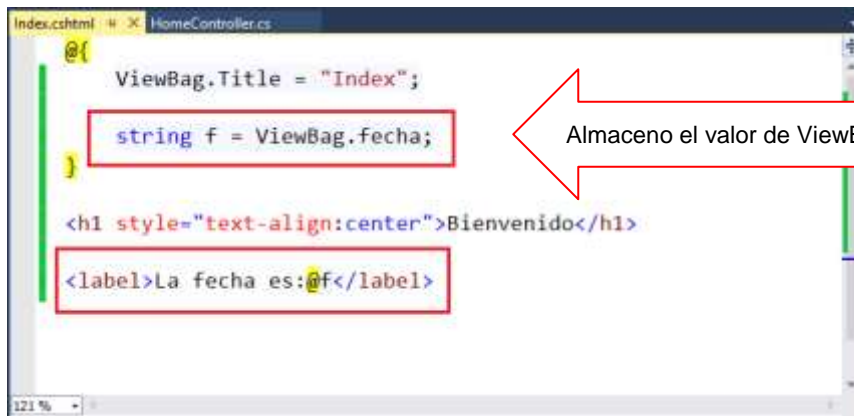 Index.cshtml HomeController.cs
@{
ViewBag.Title = "Index";
string f = ViewBag.fecha;
Almaceno el valor de
}
<h1 style="text-align:center">Bienvenido</h1>
<label>La fecha es:@f</label>
121 %